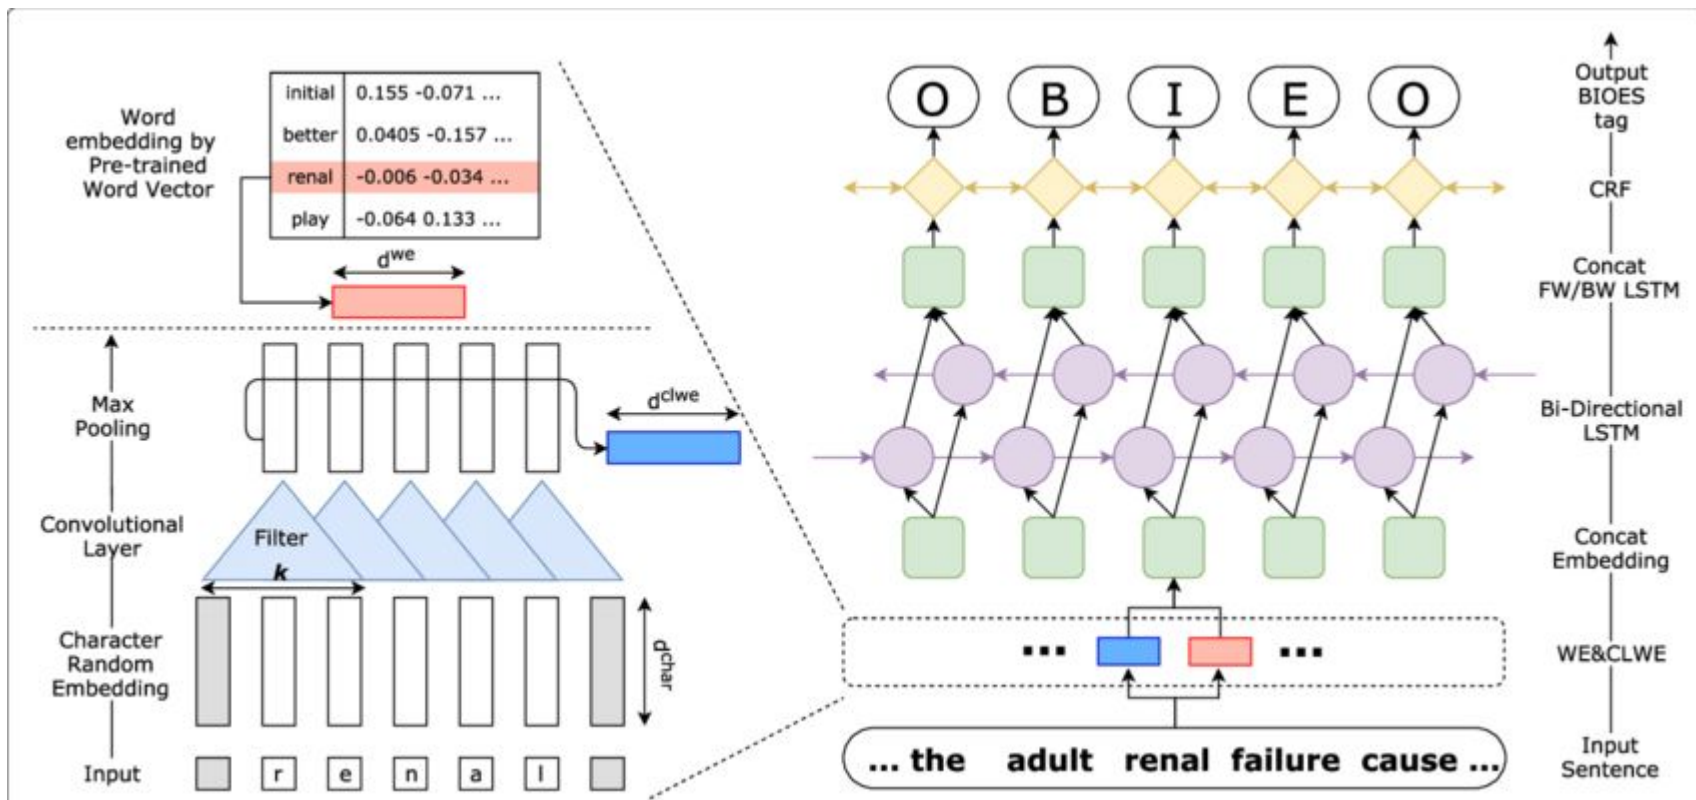 Word
embedding by
Pre-trained
Word Vector
initial 0.155 -0.071 ...
better 0.0405 -0.157 ...
renal -0.006 -0.034 ...
play -0.064 0.133 ...
d^we
Max
Pooling
d^clwe
Convolutional
Layer
Filter
k
Character
Random
Embedding
d^char
Input
r e n a l
O B I E O
Output
BIOES
tag
CRF
Concat
FW/BW LSTM
Bi-Directional
LSTM
Concat
Embedding
... ...
WE&CLWE
... the adult renal failure cause ...
Input
Sentence